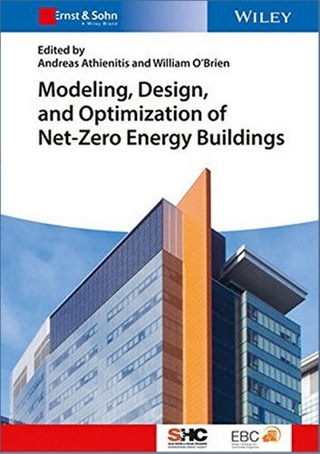 Ernst & Sohn
A Wiley Brand
WILEY
Edited by
Andreas Athienitis and William O'Brien
Modeling, Design,
and Optimization of
Net-Zero Energy Buildings
SHC
EBC